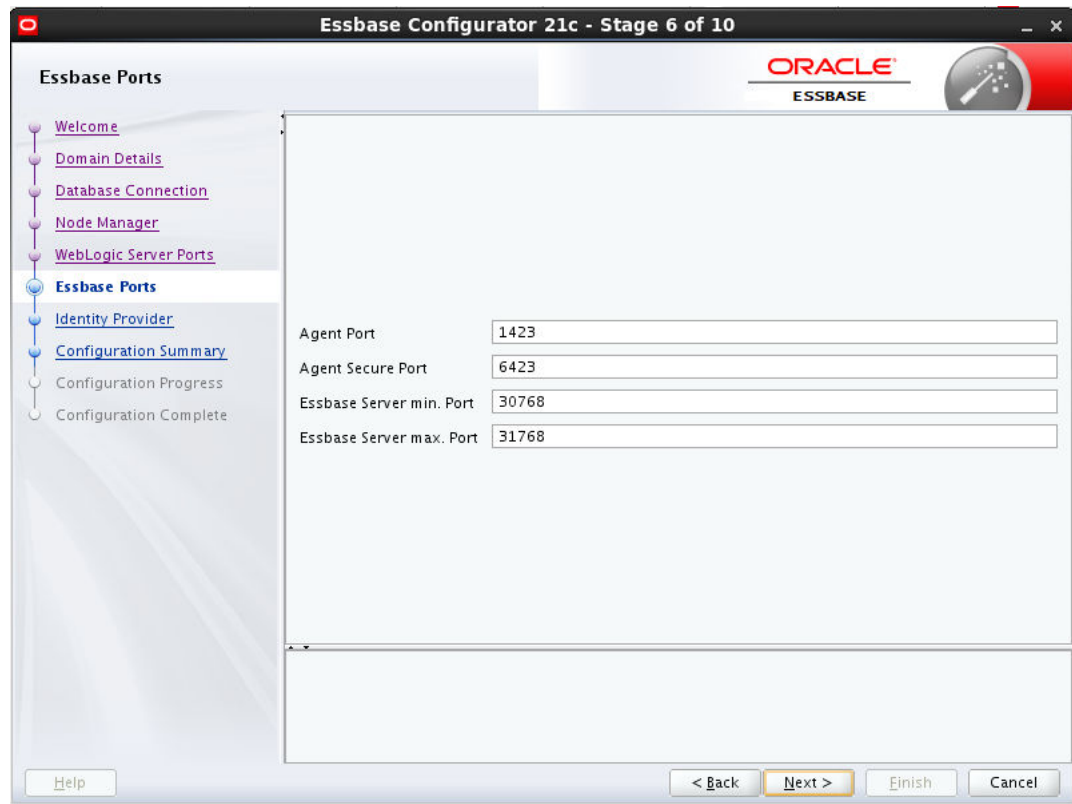 Essbase Configurator 21c - Stage 6 of 10
Essbase Ports
ORACLE
ESSBASE
Welcome
Domain Details
Database Connection
Node Manager
WebLogic Server Ports
Essbase Ports
Identity Provider
Configuration Summary
Configuration Progress
Configuration Complete
Agent Port 1423
Agent Secure Port 6423
Essbase Server min. Port 30768
Essbase Server max. Port 31768
Help < Back Next > Finish Cancel